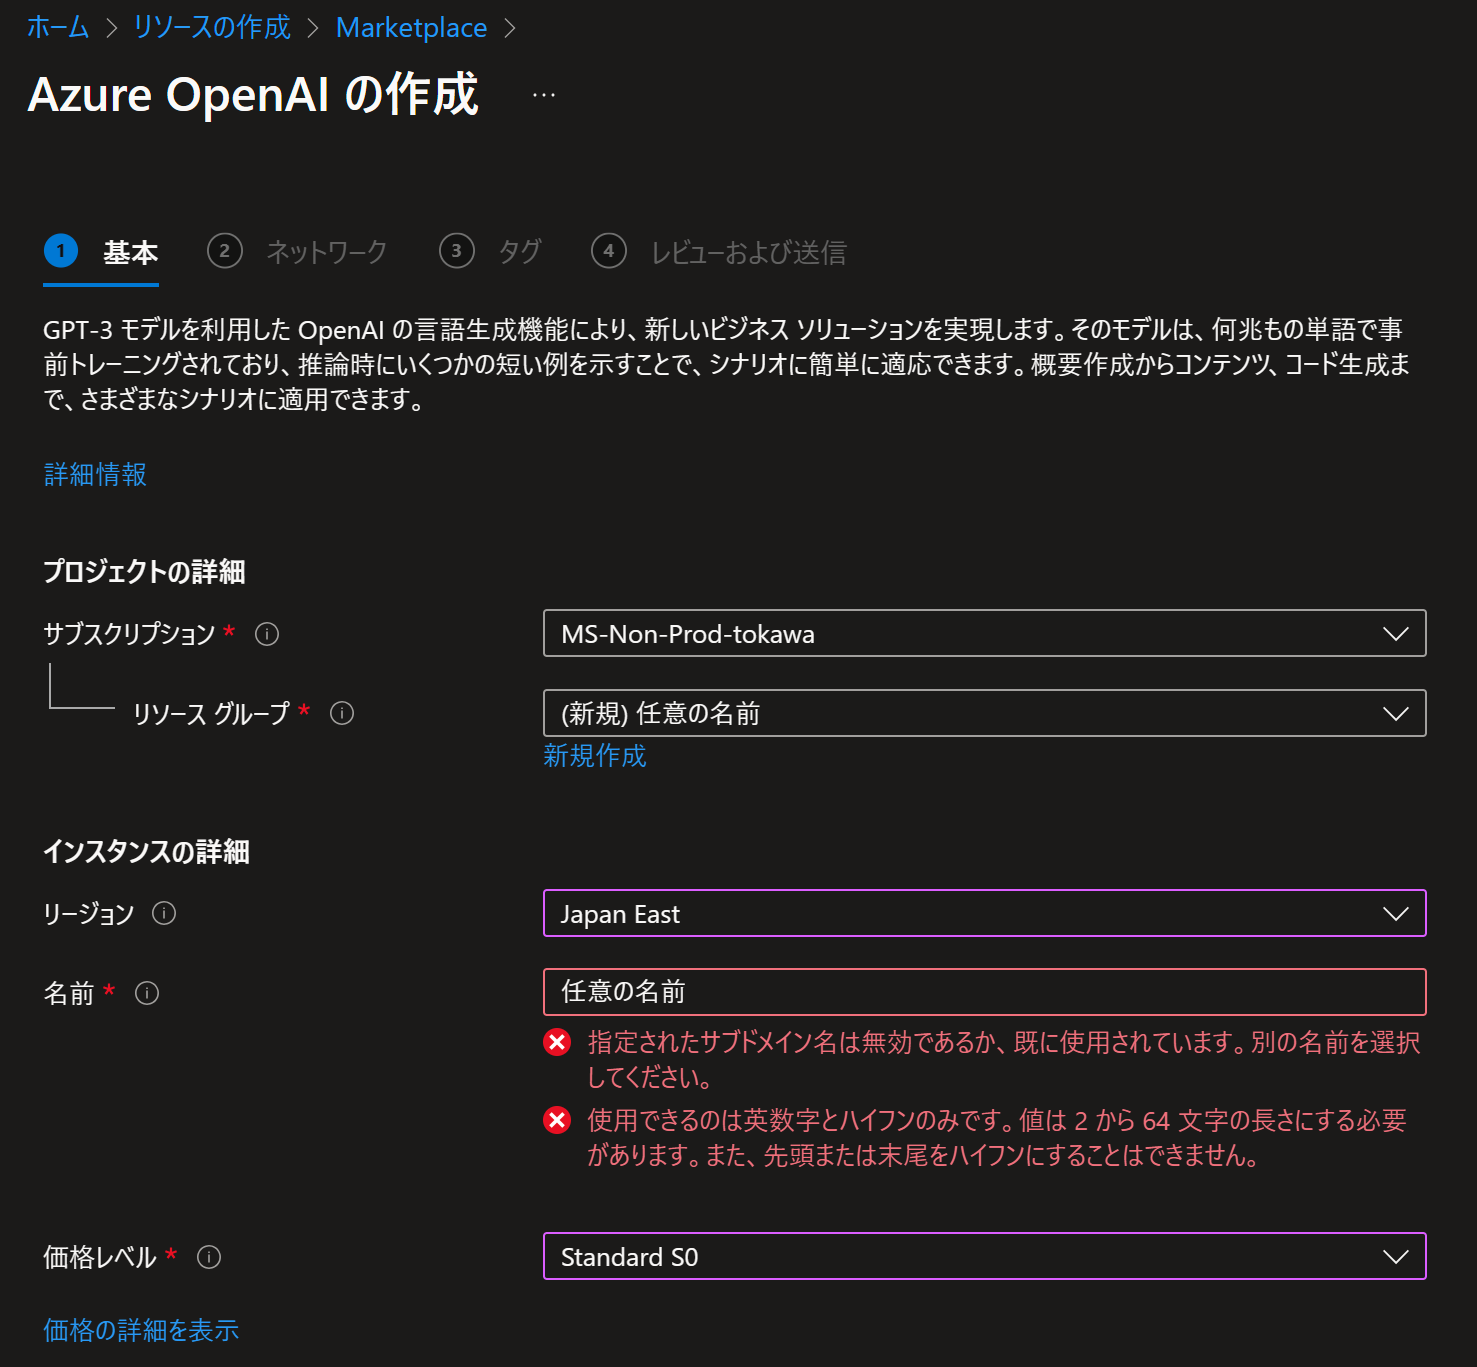 ホーム > リソースの作成 > Marketplace >
Azure OpenAI の作成 …
1 基本 2 ネットワーク 3 タグ 4 レビューおよび送信
GPT-3 モデルを利用した OpenAI の言語生成機能により、新しいビジネス ソリューションを実現します。そのモデルは、何兆もの単語で事
前トレーニングされており、推論時にいくつかの短い例を示すことで、シナリオに簡単に適応できます。概要作成からコンテンツ、コード生成ま
で、さまざまなシナリオに適用できます。
詳細情報
プロジェクトの詳細
サブスクリプション * MS-Non-Prod-tokawa
リソース グループ * (新規) 任意の名前
新規作成
インスタンスの詳細
リージョン Japan East
名前 * 任意の名前
指定されたサブドメイン名は無効であるか、既に使用されています。別の名前を選択
してください。
使用できるのは英数字とハイフンのみです。値は 2 から 64 文字の長さにする必要
があります。また、先頭または末尾をハイフンにすることはできません。
価格レベル * Standard S0
価格の詳細を表示